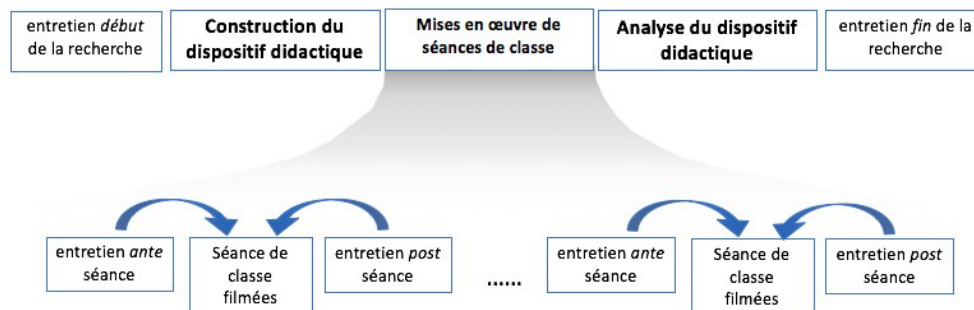 entretien début
de la recherche
Construction du
dispositif didactique
Mises en œuvre de
séances de classe
Analyse du dispositif
didactique
entretien fin de la
recherche
entretien ante
séance
Séance de
classe
filmées
entretien post
séance
......
entretien ante
séance
Séance de
classe
filmées
entretien post
séance